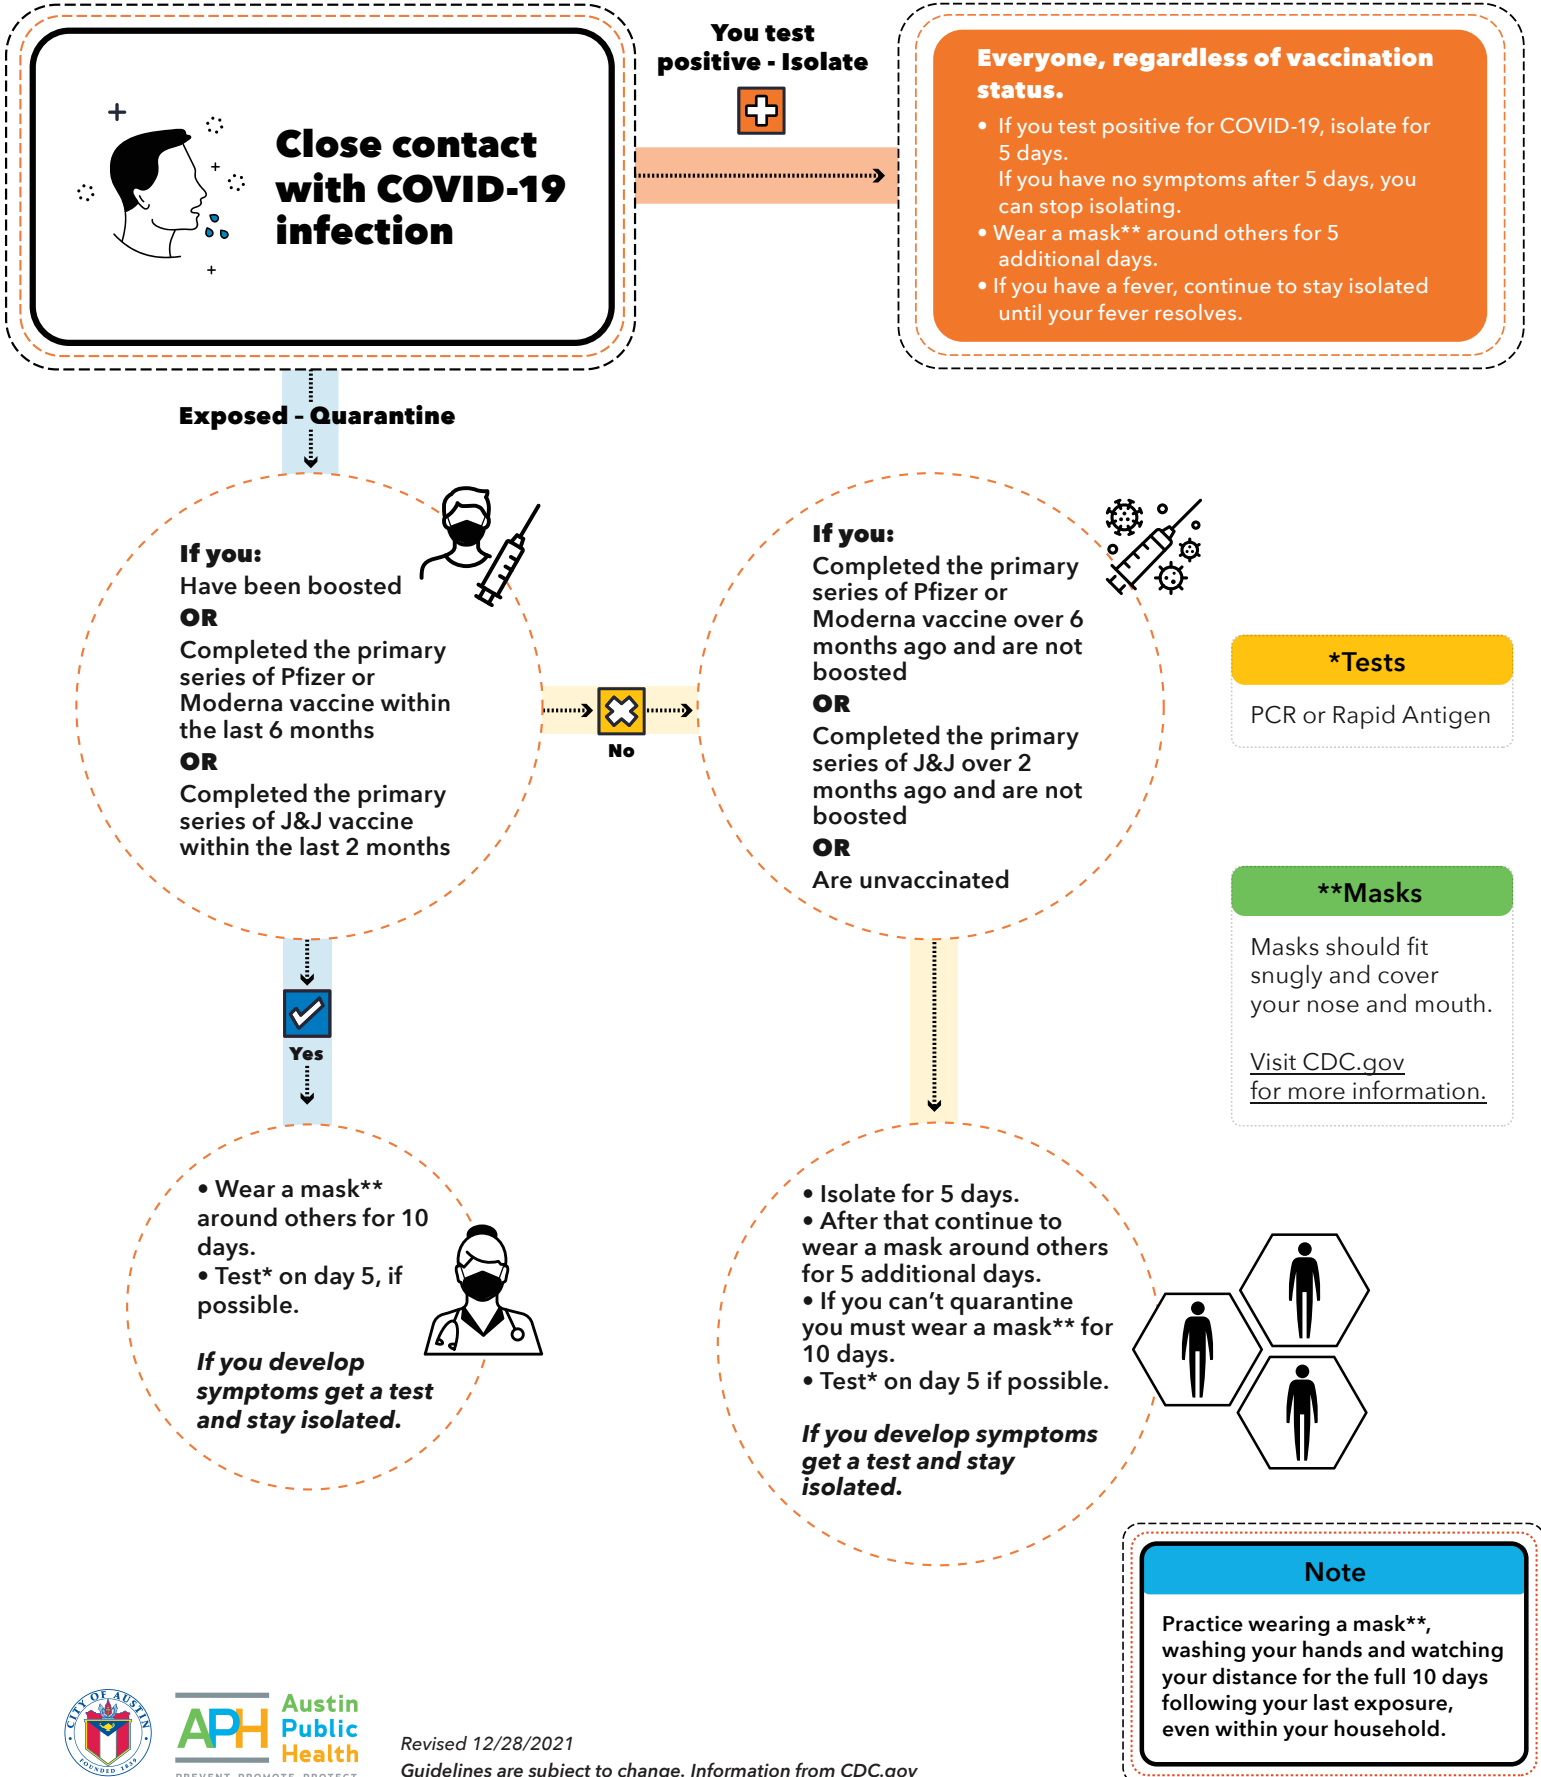 Close contact
with COVID-19
infection
You test
positive - Isolate
Everyone, regardless of vaccination
status.
• If you test positive for COVID-19, isolate for
5 days.
If you have no symptoms after 5 days, you
can stop isolating.
• Wear a mask** around others for 5
additional days.
• If you have a fever, continue to stay isolated
until your fever resolves.
Exposed – Quarantine
If you:
Have been boosted
OR
Completed the primary
series of Pfizer or
Moderna vaccine within
the last 6 months
OR
Completed the primary
series of J&J vaccine
within the last 2 months
No
If you:
Completed the primary
series of Pfizer or
Moderna vaccine over 6
months ago and are not
boosted
OR
Completed the primary
series of J&J over 2
months ago and are not
boosted
OR
Are unvaccinated
*Tests
PCR or Rapid Antigen
**Masks
Masks should fit
snugly and cover
your nose and mouth.
Visit CDC.gov
for more information.
Yes
• Wear a mask**
around others for 10
days.
• Test* on day 5, if
possible.
If you develop
symptoms get a test
and stay isolated.
• Isolate for 5 days.
• After that continue to
wear a mask around others
for 5 additional days.
• If you can't quarantine
you must wear a mask** for
10 days.
• Test* on day 5 if possible.
If you develop symptoms
get a test and stay
isolated.
Note
Practice wearing a mask**,
washing your hands and watching
your distance for the full 10 days
following your last exposure,
even within your household.
CITY OF AUSTIN
FOUNDED 1839
APH
Austin
Public
Health
PREVENT. PROMOTE. PROTECT.
Revised 12/28/2021
Guidelines are subject to change. Information from CDC.gov